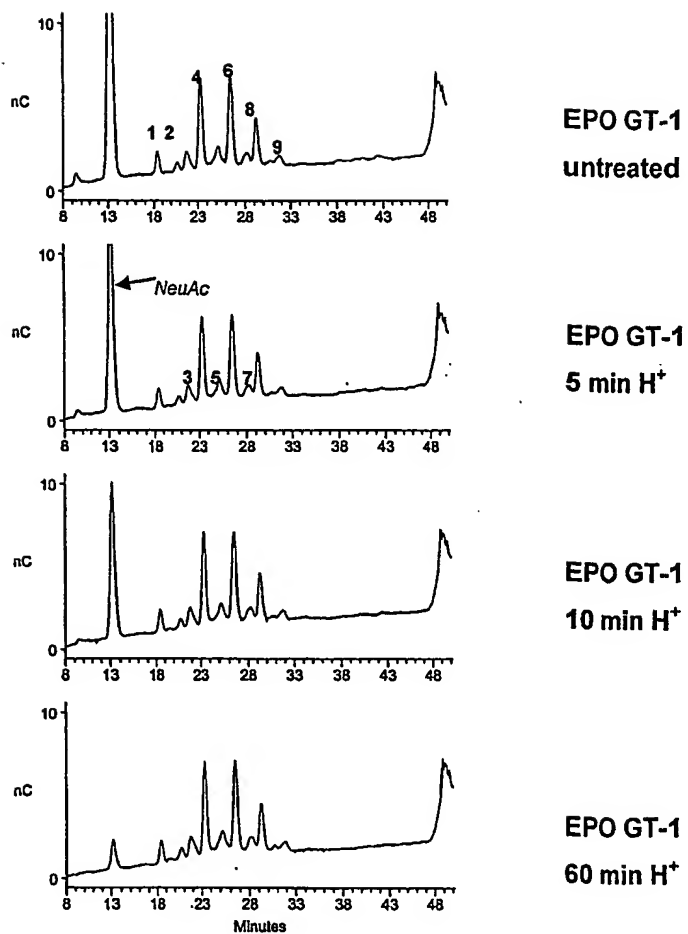 10
nC
0
1 2 4 6 8 9
8 13 18 23 28 33 38 43 48
EPO GT-1
untreated
10
nC
0
NeuAc
3 5 7
8 13 18 23 28 33 38 43 48
EPO GT-1
5 min H⁺
10
nC
0
8 13 18 23 28 33 38 43 48
EPO GT-1
10 min H⁺
10
nC
0
8 13 18 23 28 33 38 43 48
Minutes
EPO GT-1
60 min H⁺